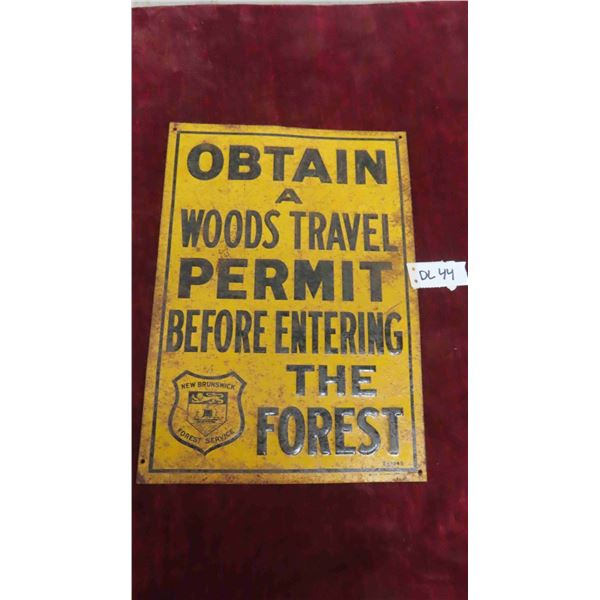 OBTAIN
A
WOODS TRAVEL
PERMIT
BEFORE ENTERING
THE
FOREST
NEW BRUNSWICK
FOREST SERVICE
DL 44